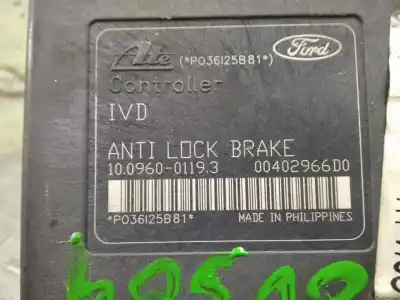 Ate (*P036125B81*) Ford
Controller
IVD
ANTI LOCK BRAKE
10.0960-0119.3 00402966D0
*P036125B81* MADE IN PHILIPPINES